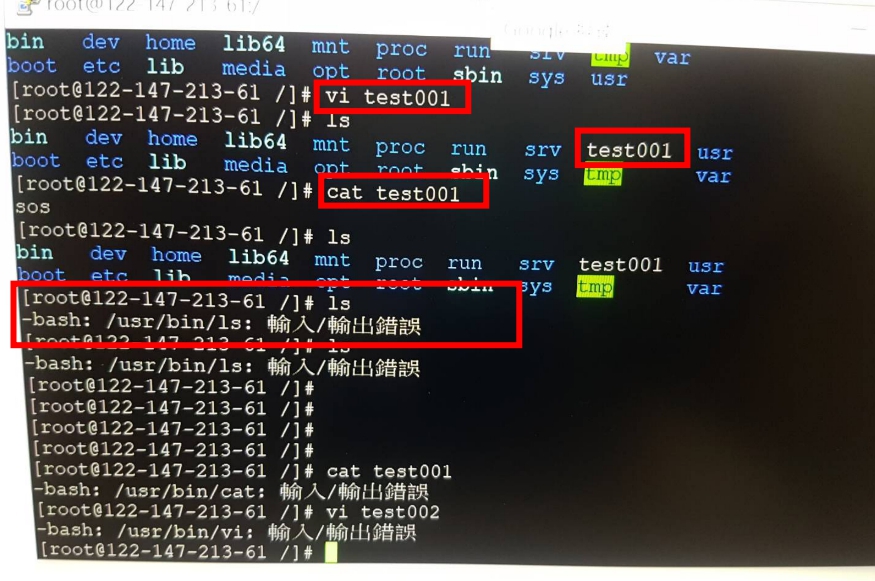 root@122-147-213-61:/
bin dev home lib64 mnt proc run srv tmp var
boot etc lib media opt root sbin sys usr
[root@122-147-213-61 /]# vi test001
[root@122-147-213-61 /]# ls
bin dev home lib64 mnt proc run srv test001 usr
boot etc lib media opt root sbin sys tmp var
[root@122-147-213-61 /]# cat test001
sos
[root@122-147-213-61 /]# ls
bin dev home lib64 mnt proc run srv test001 usr
boot etc lib media opt root sbin sys tmp var
[root@122-147-213-61 /]# ls
-bash: /usr/bin/ls: 輸入/輸出錯誤
[root@122-147-213-61 /]# ls
-bash: /usr/bin/ls: 輸入/輸出錯誤
[root@122-147-213-61 /]#
[root@122-147-213-61 /]#
[root@122-147-213-61 /]#
[root@122-147-213-61 /]#
[root@122-147-213-61 /]# cat test001
-bash: /usr/bin/cat: 輸入/輸出錯誤
[root@122-147-213-61 /]# vi test002
-bash: /usr/bin/vi: 輸入/輸出錯誤
[root@122-147-213-61 /]#